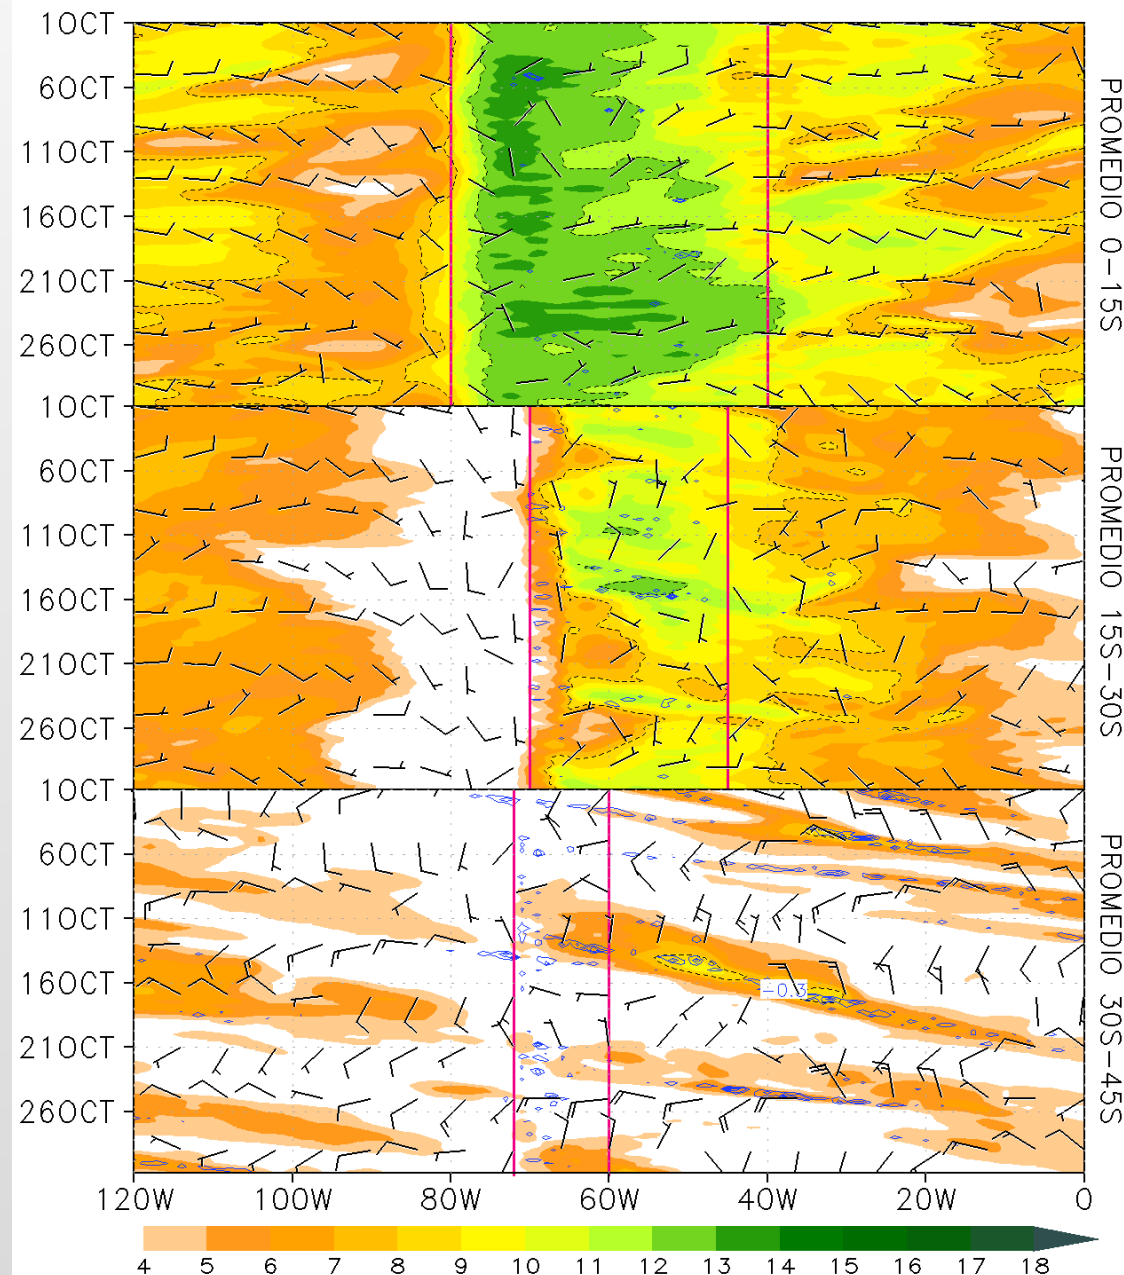 1OCT
6OCT
11OCT
16OCT
21OCT
26OCT
PROMEDIO 0-15S
1OCT
6OCT
11OCT
16OCT
21OCT
26OCT
PROMEDIO 15S-30S
1OCT
6OCT
11OCT
16OCT
21OCT
26OCT
PROMEDIO 30S-45S
-0.3
120W 100W 80W 60W 40W 20W 0
4 5 6 7 8 9 10 11 12 13 14 15 16 17 18